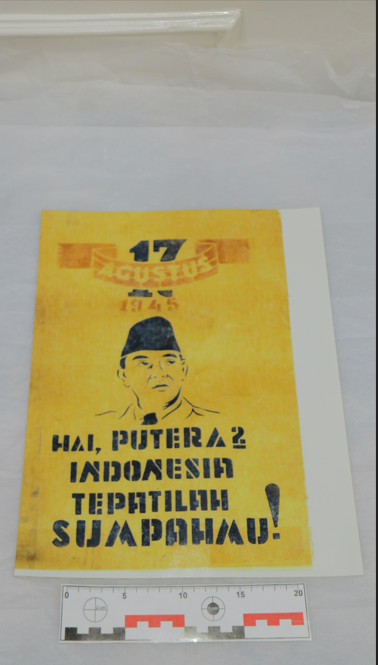 17
AGUSTUS
1945
HAI, PUTERA2
INDONESIA
TEPATILAH
SUMPAHMU!
0 5 10 15 20